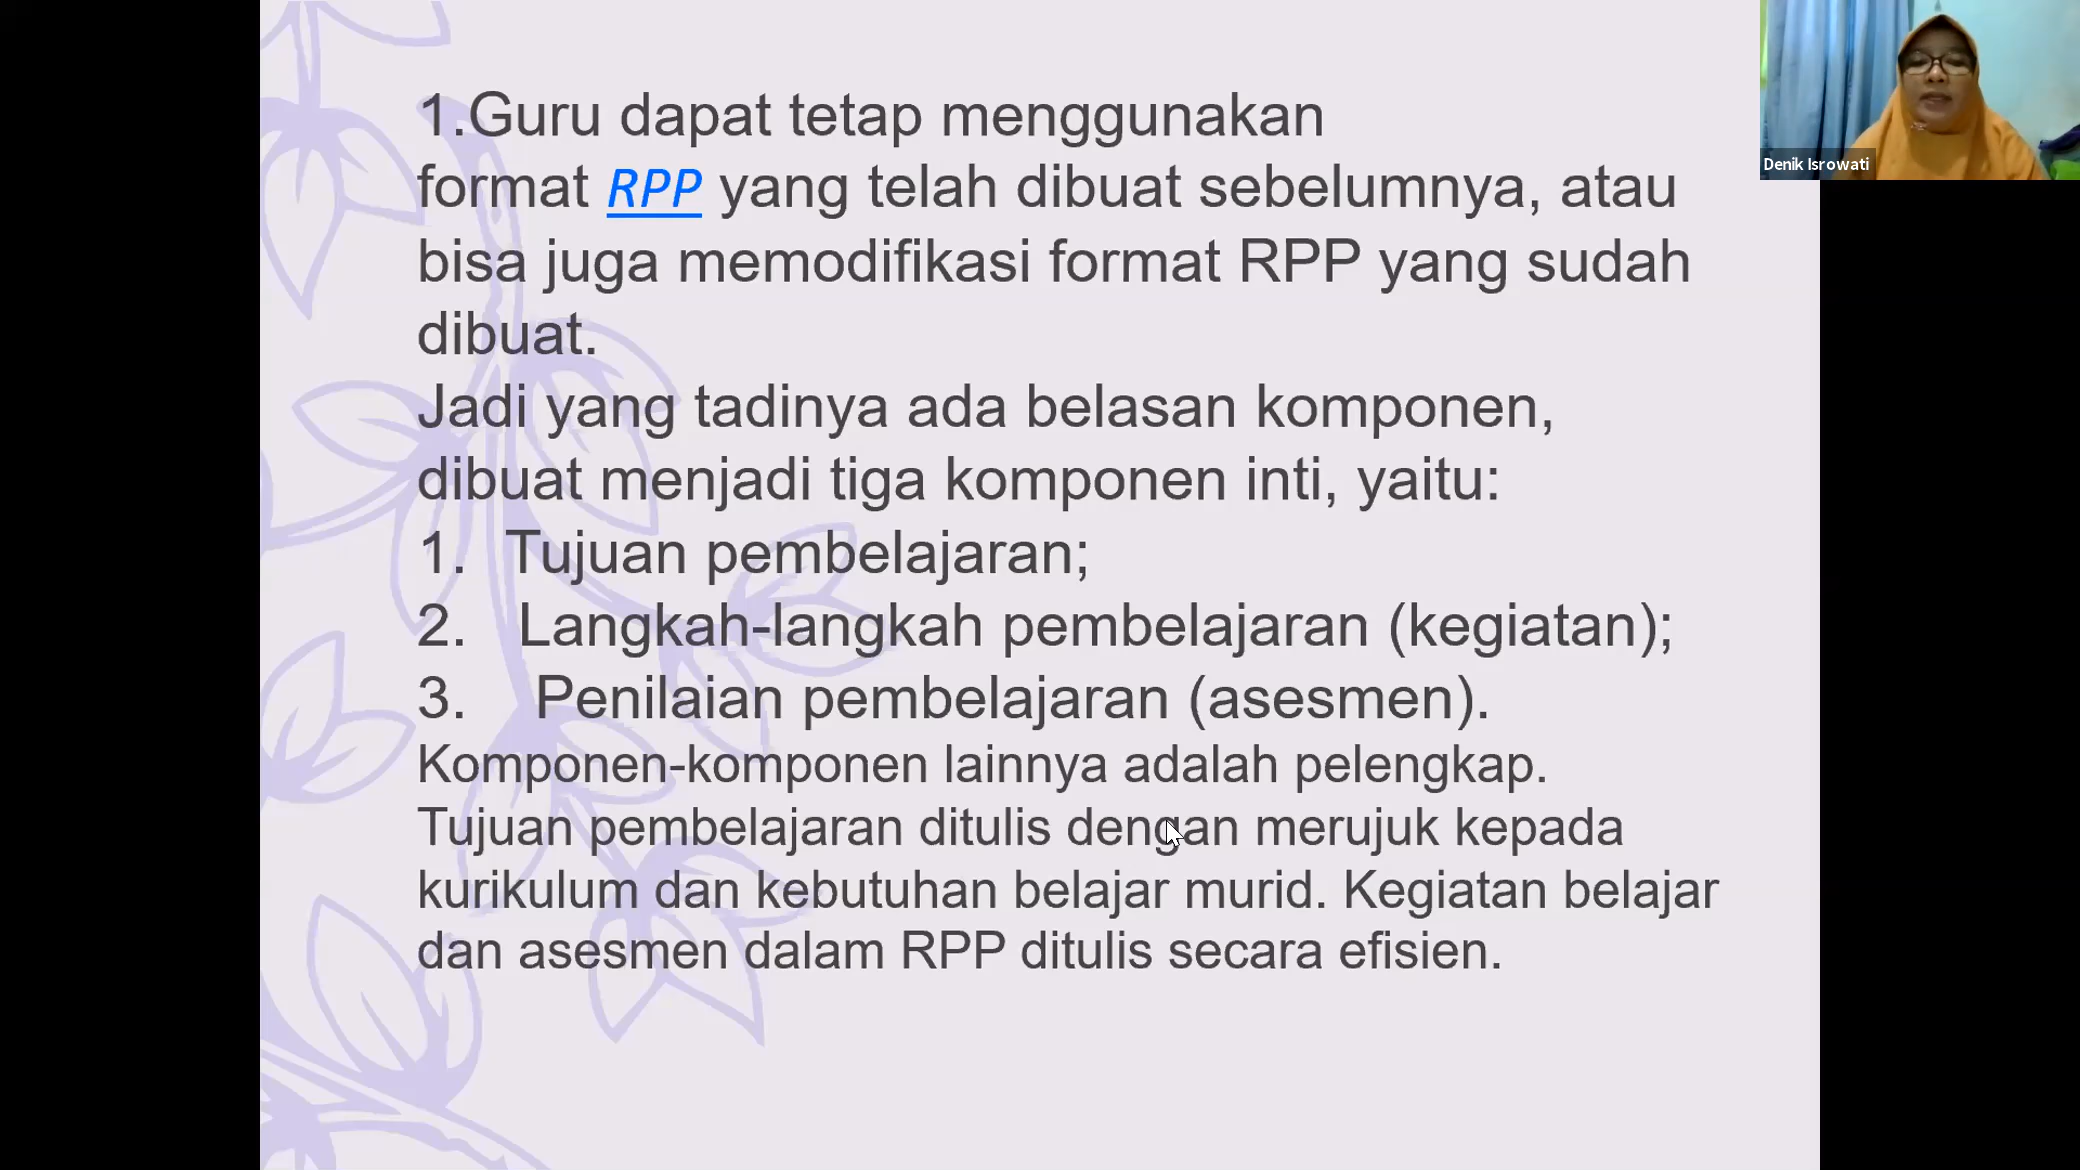 1.Guru dapat tetap menggunakan
format RPP yang telah dibuat sebelumnya, atau
bisa juga memodifikasi format RPP yang sudah
dibuat.
Jadi yang tadinya ada belasan komponen,
dibuat menjadi tiga komponen inti, yaitu:
1. Tujuan pembelajaran;
2. Langkah-langkah pembelajaran (kegiatan);
3. Penilaian pembelajaran (asesmen).
Komponen-komponen lainnya adalah pelengkap.
Tujuan pembelajaran ditulis dengan merujuk kepada
kurikulum dan kebutuhan belajar murid. Kegiatan belajar
dan asesmen dalam RPP ditulis secara efisien.
Denik Isrowati